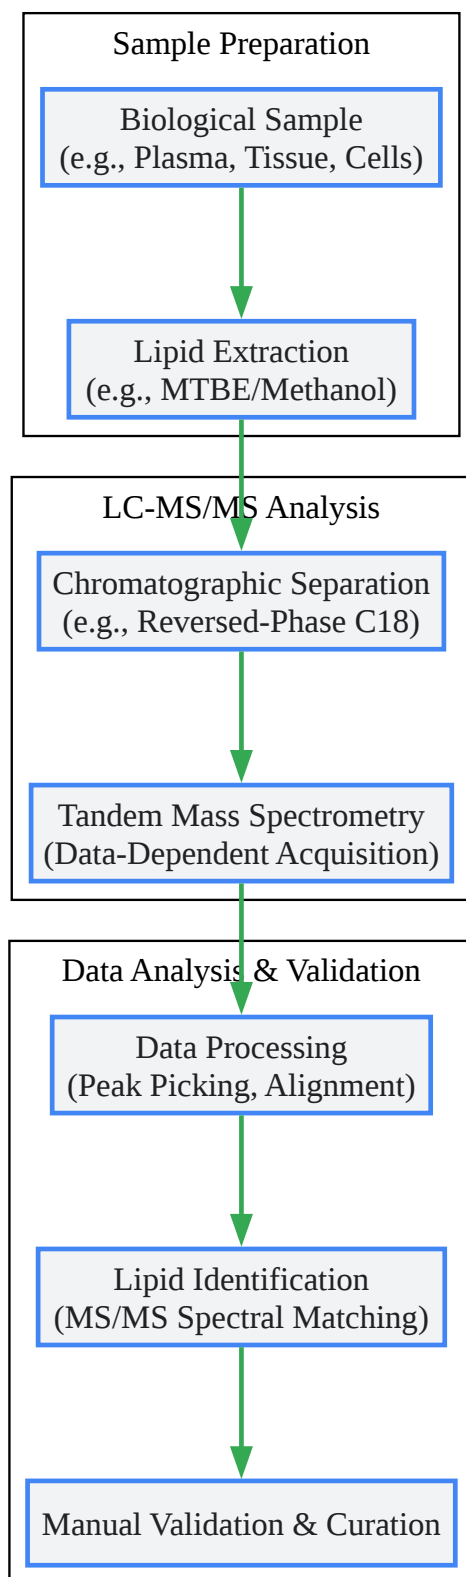 Sample Preparation
Biological Sample
(e.g., Plasma, Tissue, Cells)
Lipid Extraction
(e.g., MTBE/Methanol)
LC-MS/MS Analysis
Chromatographic Separation
(e.g., Reversed-Phase C18)
Tandem Mass Spectrometry
(Data-Dependent Acquisition)
Data Analysis & Validation
Data Processing
(Peak Picking, Alignment)
Lipid Identification
(MS/MS Spectral Matching)
Manual Validation & Curation